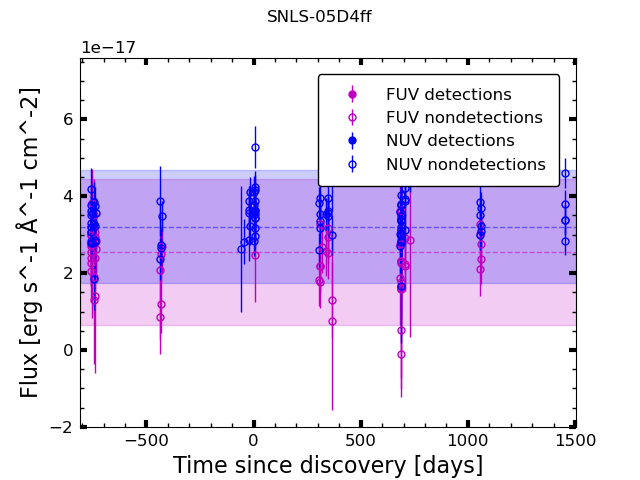 SNLS-05D4ff
1e−17
FUV detections
FUV nondetections
NUV detections
NUV nondetections
6
4
2
0
−2
Flux [erg s^-1 Å^-1 cm^-2]
−500
0
500
1000
1500
Time since discovery [days]